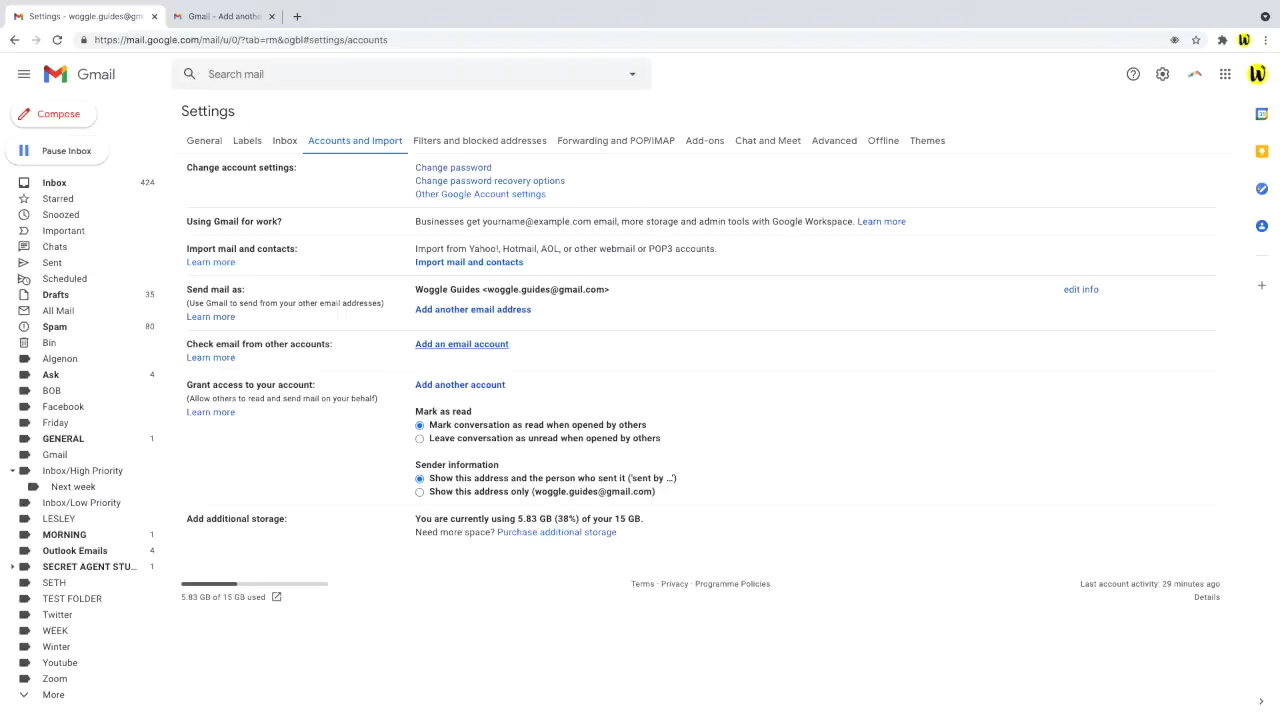 Settings - woggle.guides@gm
Gmail - Add anothe
https://mail.google.com/mail/u/0/?tab=rm&ogbl#settings/accounts
Gmail
Search mail
Compose
Pause Inbox
Inbox 424
Starred
Snoozed
Important
Chats
Sent
Scheduled
Drafts 35
All Mail
Spam 80
Bin
Algenon
Ask 4
BOB
Facebook
Friday
GENERAL 1
Gmail
Inbox/High Priority
Next week
Inbox/Low Priority
LESLEY
MORNING 1
Outlook Emails 4
SECRET AGENT STU... 1
SETH
TEST FOLDER
Twitter
WEEK
Winter
Youtube
Zoom
More
Settings
General Labels Inbox Accounts and Import Filters and blocked addresses Forwarding and POP/IMAP Add-ons Chat and Meet Advanced Offline Themes
Change account settings:
Change password
Change password recovery options
Other Google Account settings
Using Gmail for work?
Businesses get yourname@example.com email, more storage and admin tools with Google Workspace. Learn more
Import mail and contacts:
Learn more
Import from Yahoo!, Hotmail, AOL, or other webmail or POP3 accounts.
Import mail and contacts
Send mail as:
(Use Gmail to send from your other email addresses)
Learn more
Woggle Guides <woggle.guides@gmail.com>
edit info
Add another email address
Check email from other accounts:
Learn more
Add an email account
Grant access to your account:
(Allow others to read and send mail on your behalf)
Learn more
Add another account
Mark as read
Mark conversation as read when opened by others
Leave conversation as unread when opened by others
Sender information
Show this address and the person who sent it ('sent by ...')
Show this address only (woggle.guides@gmail.com)
Add additional storage:
You are currently using 5.83 GB (38%) of your 15 GB.
Need more space? Purchase additional storage
5.83 GB of 15 GB used
Terms · Privacy · Programme Policies
Last account activity: 29 minutes ago
Details